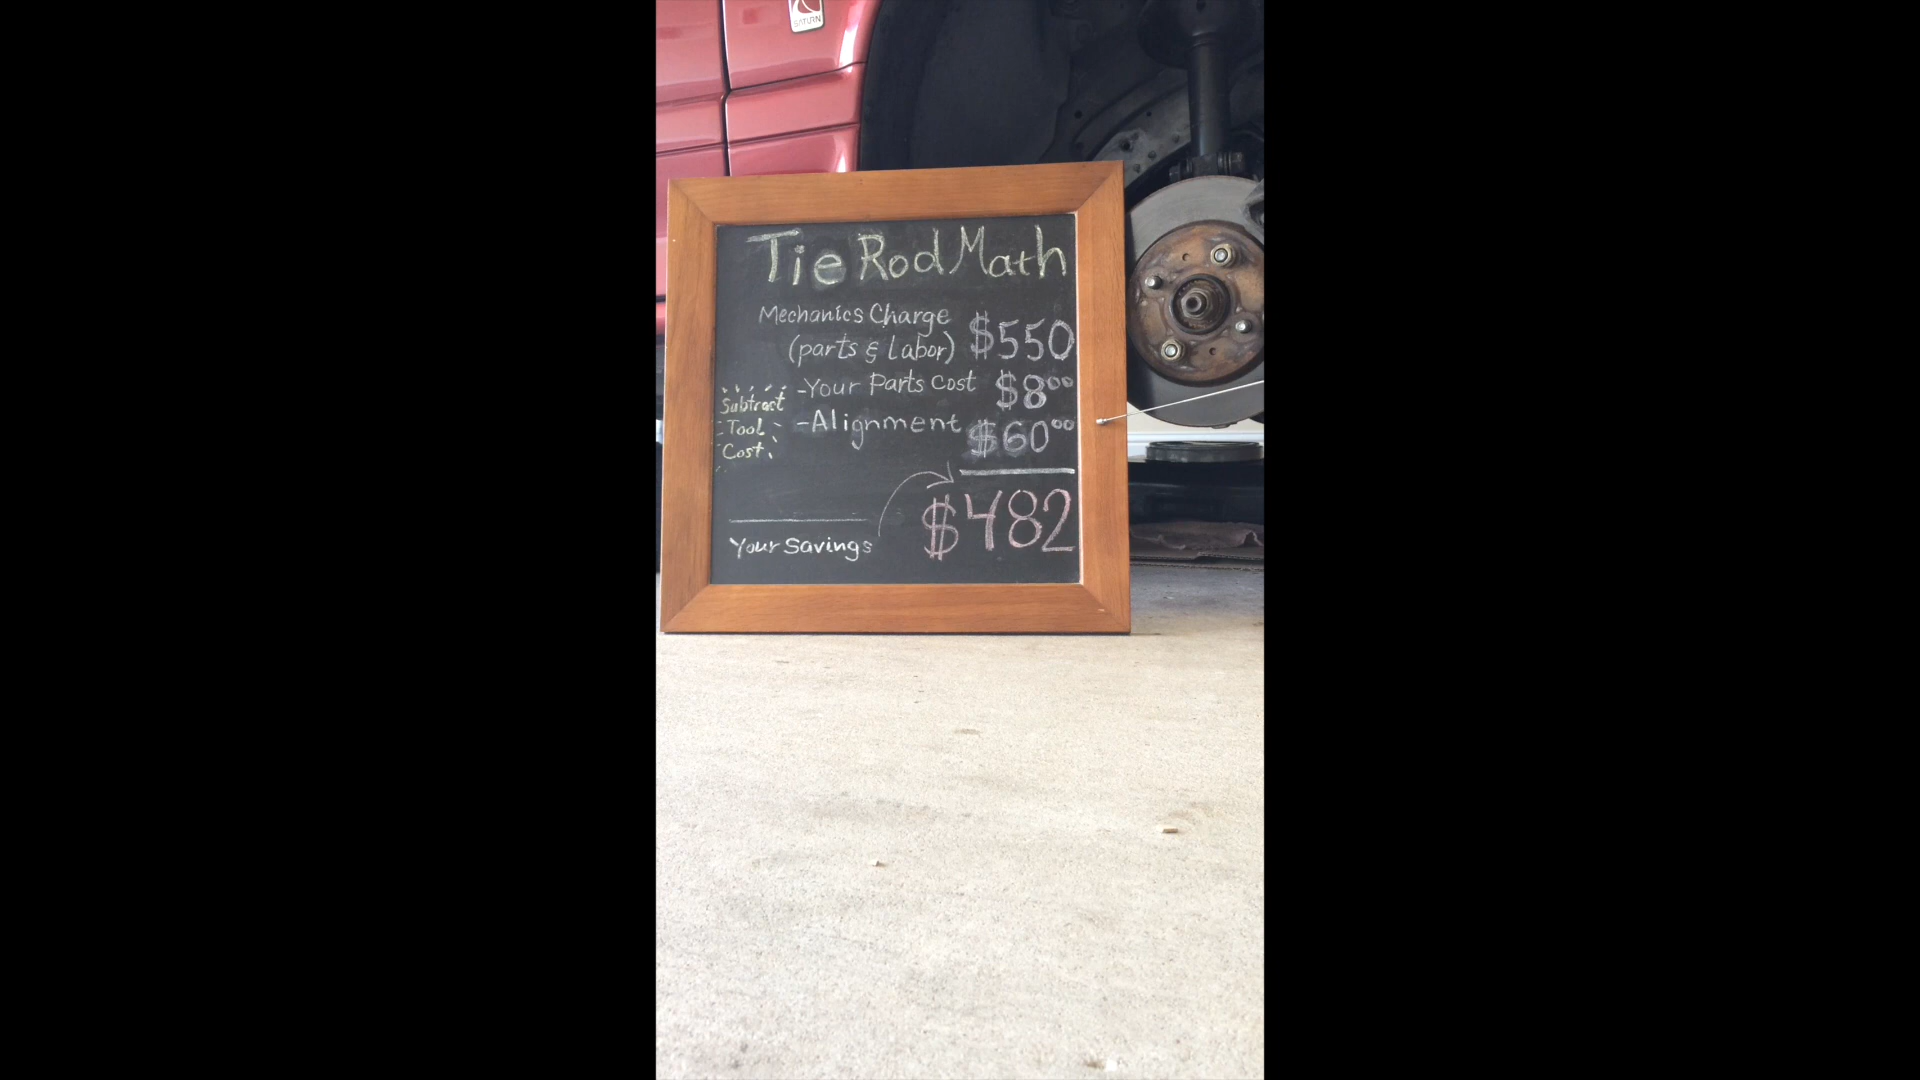 SATURN
Tie Rod Math
Mechanics Charge
(parts & Labor) $550
-Your Parts Cost $8.00
-Alignment $60.00
Subtract
Tool
Cost
$482
Your Savings